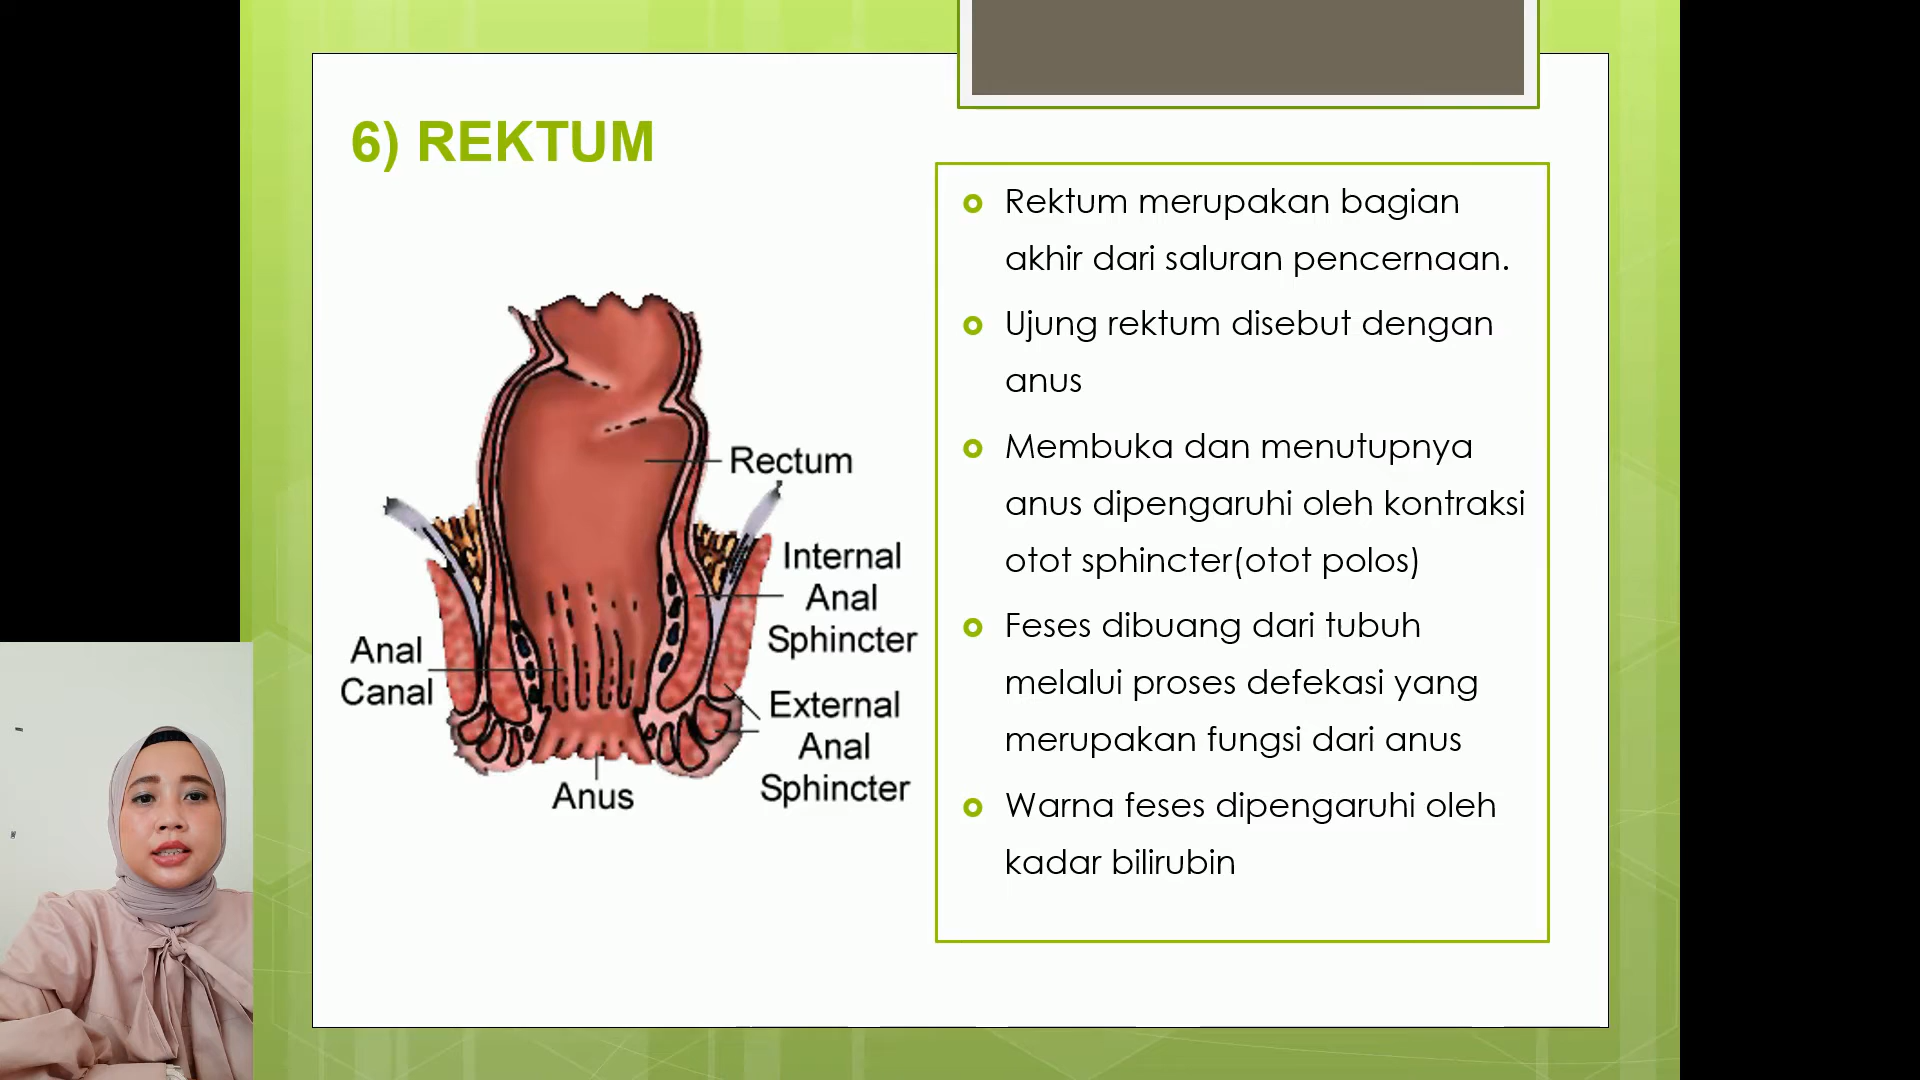 6) REKTUM
Rektum merupakan bagian
akhir dari saluran pencernaan.
Ujung rektum disebut dengan
anus
Membuka dan menutupnya
anus dipengaruhi oleh kontraksi
otot sphincter(otot polos)
Feses dibuang dari tubuh
melalui proses defekasi yang
merupakan fungsi dari anus
Warna feses dipengaruhi oleh
kadar bilirubin
Rectum
Internal
Anal
Sphincter
Anal
Canal
External
Anal
Sphincter
Anus